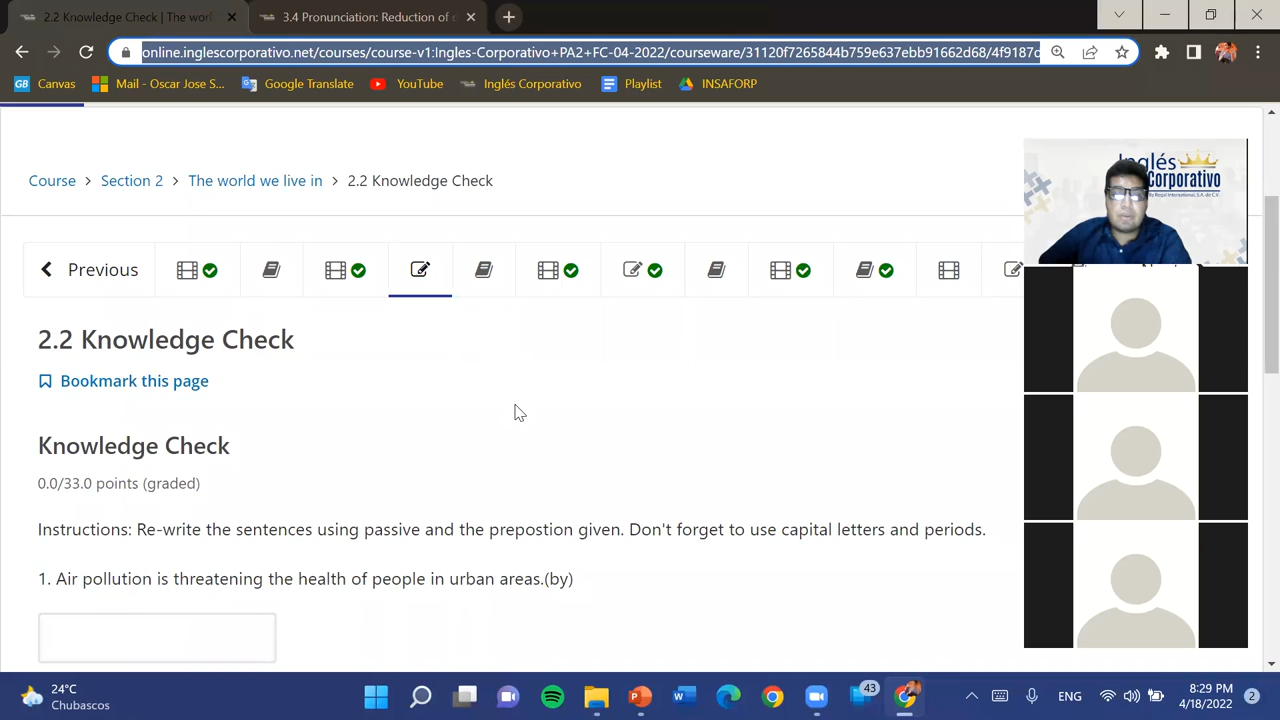 2.2 Knowledge Check | The worl
3.4 Pronunciation: Reduction of
online.inglescorporativo.net/courses/course-v1:Ingles-Corporativo+PA2+FC-04-2022/courseware/31120f7265844b759e637ebb91662d68/4f9187c
GB Canvas
Mail - Oscar Jose S...
Google Translate
YouTube
Inglés Corporativo
Playlist
INSAFORP
Course > Section 2 > The world we live in > 2.2 Knowledge Check
Previous
2.2 Knowledge Check
Bookmark this page
Knowledge Check
0.0/33.0 points (graded)
Instructions: Re-write the sentences using passive and the prepostion given. Don't forget to use capital letters and periods.
1. Air pollution is threatening the health of people in urban areas.(by)
Inglés
Corporativo
By Regal International, S.A. de C.V.
24°C
Chubascos
43
ENG
8:29 PM
4/18/2022
2